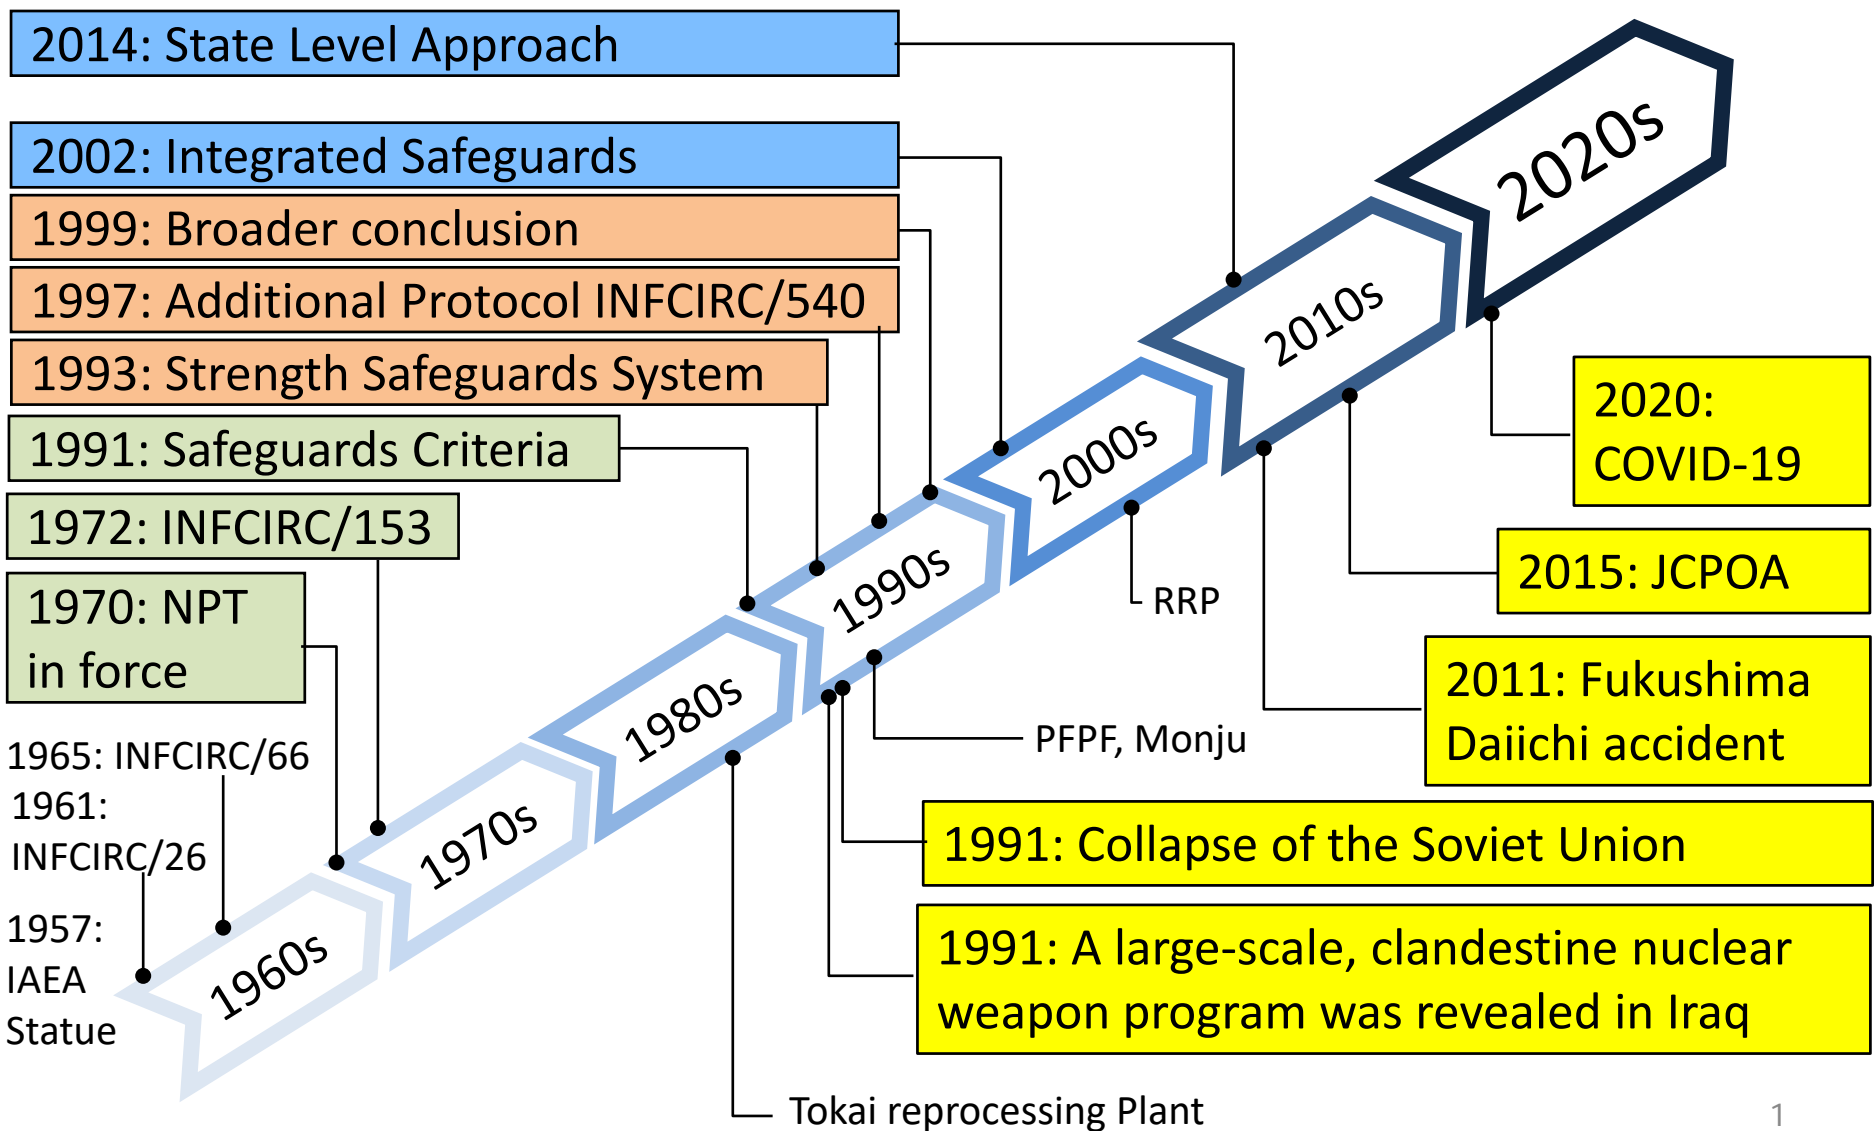 2014: State Level Approach
2002: Integrated Safeguards
1999: Broader conclusion
1997: Additional Protocol INFCIRC/540
1993: Strength Safeguards System
1991: Safeguards Criteria
1972: INFCIRC/153
1970: NPT
in force
1965: INFCIRC/66
1961:
INFCIRC/26
1957:
IAEA
Statue
1960s
1970s
1980s
1990s
2000s
2010s
2020s
2020:
COVID-19
2015: JCPOA
RRP
2011: Fukushima
Daiichi accident
PFPF, Monju
1991: Collapse of the Soviet Union
1991: A large-scale, clandestine nuclear
weapon program was revealed in Iraq
Tokai reprocessing Plant
1